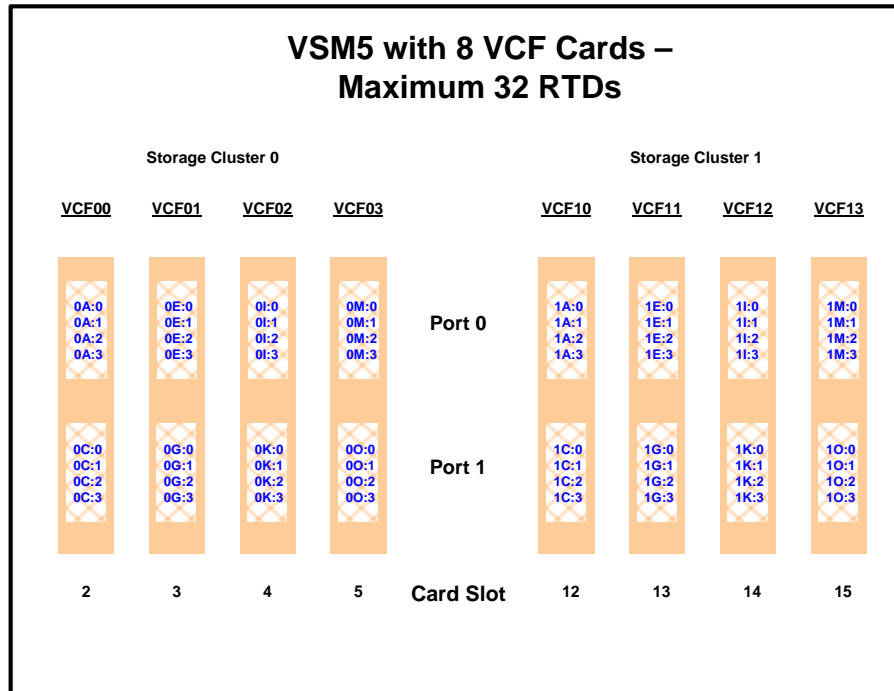 VSM5 with 8 VCF Cards –
Maximum 32 RTDs
Storage Cluster 0 Storage Cluster 1
VCF00 VCF01 VCF02 VCF03 VCF10 VCF11 VCF12 VCF13
0A:0 0E:0 0I:0 0M:0 1A:0 1E:0 1I:0 1M:0
0A:1 0E:1 0I:1 0M:1 Port 0 1A:1 1E:1 1I:1 1M:1
0A:2 0E:2 0I:2 0M:2 1A:2 1E:2 1I:2 1M:2
0A:3 0E:3 0I:3 0M:3 1A:3 1E:3 1I:3 1M:3
0C:0 0G:0 0K:0 0O:0 1C:0 1G:0 1K:0 1O:0
0C:1 0G:1 0K:1 0O:1 Port 1 1C:1 1G:1 1K:1 1O:1
0C:2 0G:2 0K:2 0O:2 1C:2 1G:2 1K:2 1O:2
0C:3 0G:3 0K:3 0O:3 1C:3 1G:3 1K:3 1O:3
2 3 4 5 Card Slot 12 13 14 15